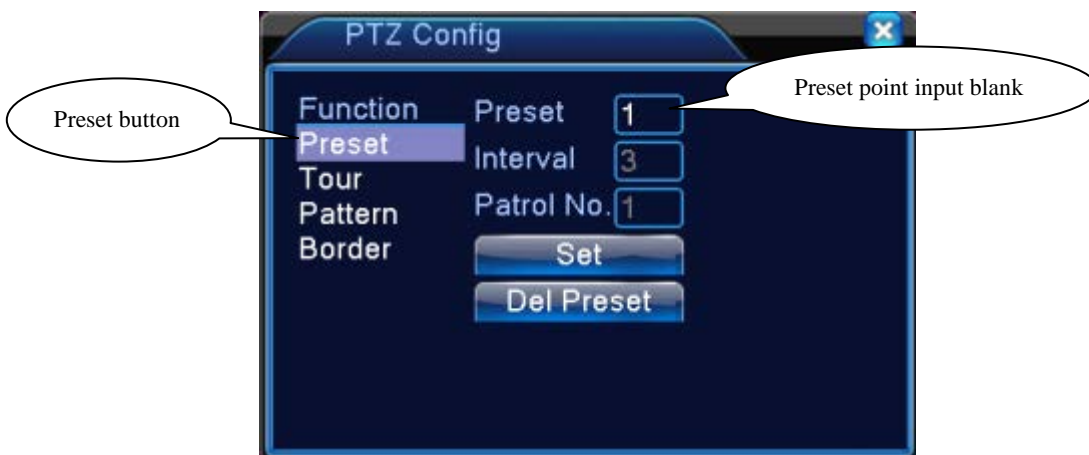 PTZ Config
Preset button
Preset point input blank
Function
Preset
Tour
Pattern
Border
Preset 1
Interval 3
Patrol No. 1
Set
Del Preset